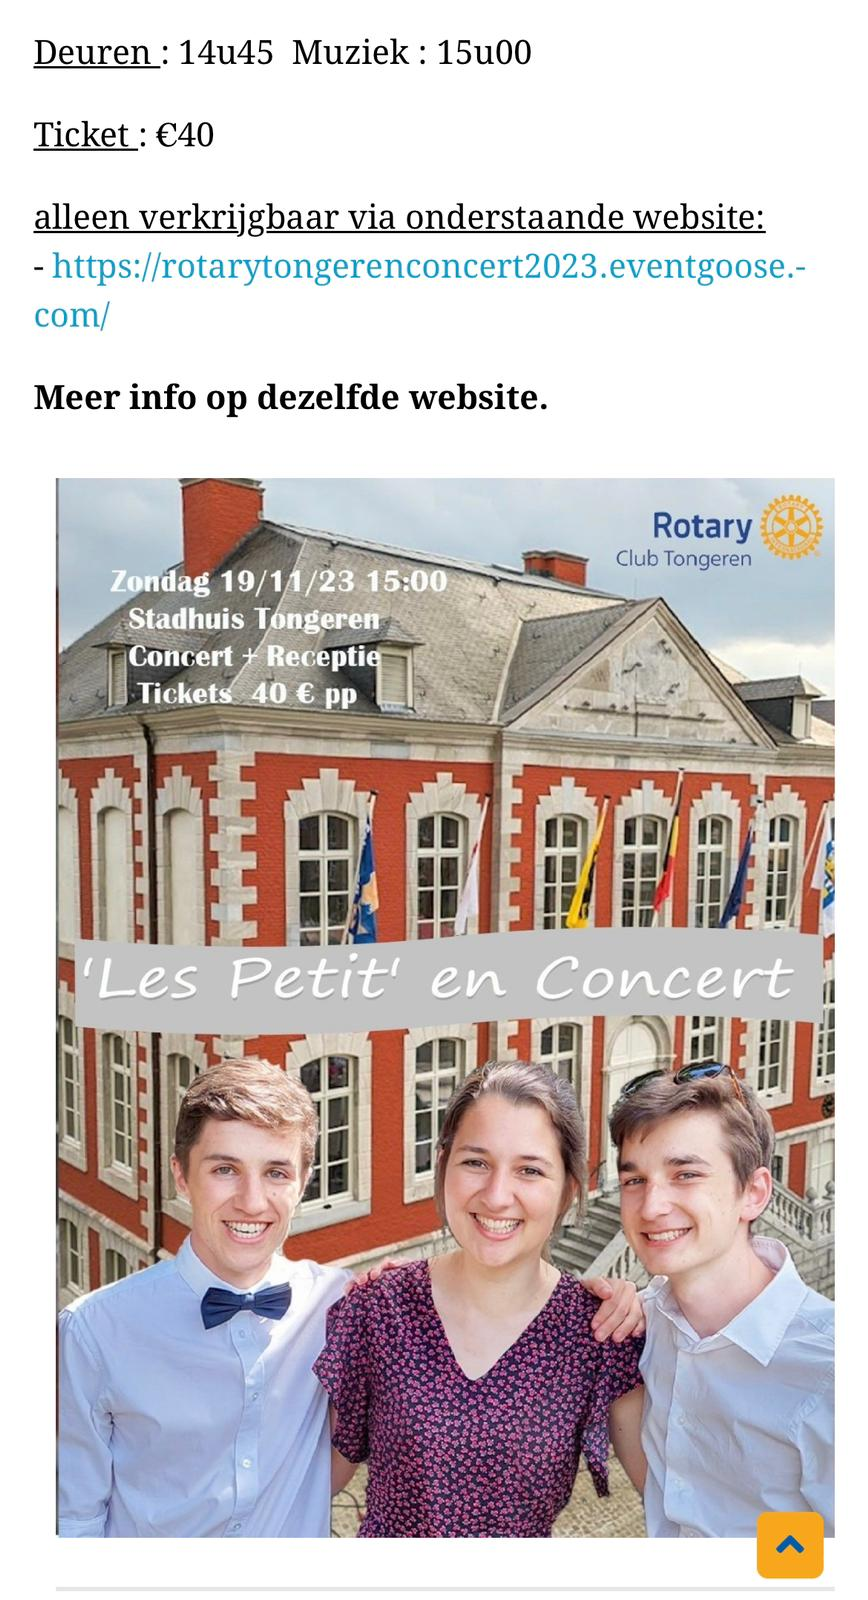 Deuren : 14u45  Muziek : 15u00
Ticket : €40
alleen verkrijgbaar via onderstaande website:
- https://rotarytongerenconcert2023.eventgoose.-
com/
Meer info op dezelfde website.
Rotary
Club Tongeren
Zondag 19/11/23 15:00
Stadhuis Tongeren
Concert + Receptie
Tickets  40 € pp
'Les Petit' en Concert